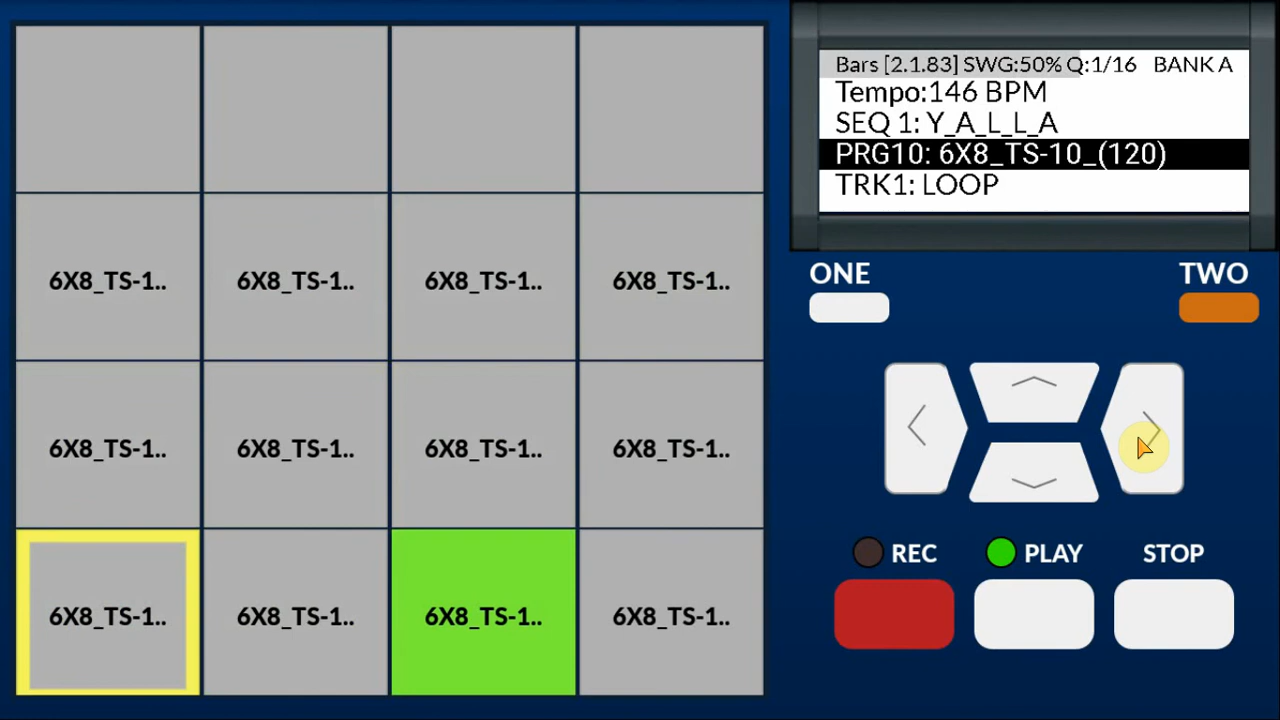 Bars [2.1.83] SWG:50% Q:1/16 BANK A
Tempo:146 BPM
SEQ 1: Y_A_L_L_A
PRG10: 6X8_TS-10_(120)
TRK1: LOOP
ONE TWO
6X8_TS-1.. 6X8_TS-1.. 6X8_TS-1.. 6X8_TS-1..
6X8_TS-1.. 6X8_TS-1.. 6X8_TS-1.. 6X8_TS-1..
REC PLAY STOP
6X8_TS-1.. 6X8_TS-1.. 6X8_TS-1.. 6X8_TS-1..